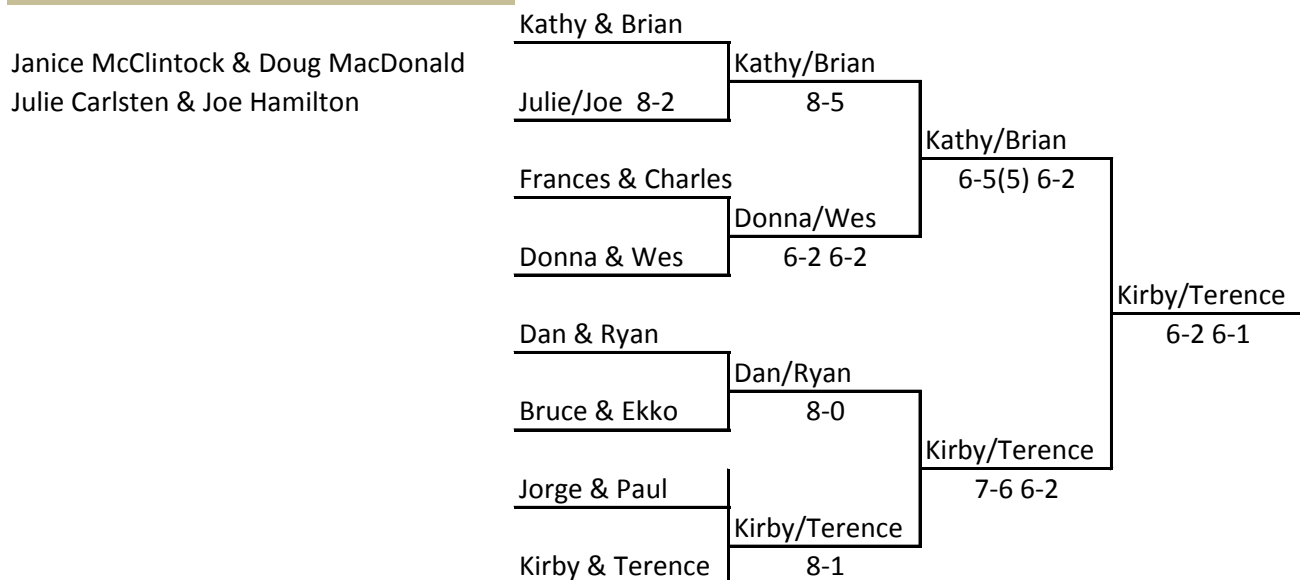 Kathy & Brian
Janice McClintock & Doug MacDonald
Kathy/Brian
Julie Carlsten & Joe Hamilton
Julie/Joe 8-2
8-5
Kathy/Brian
Frances & Charles
6-5(5) 6-2
Donna/Wes
Donna & Wes
6-2 6-2
Kirby/Terence
Dan & Ryan
6-2 6-1
Dan/Ryan
Bruce & Ekko
8-0
Kirby/Terence
Jorge & Paul
7-6 6-2
Kirby/Terence
Kirby & Terence
8-1